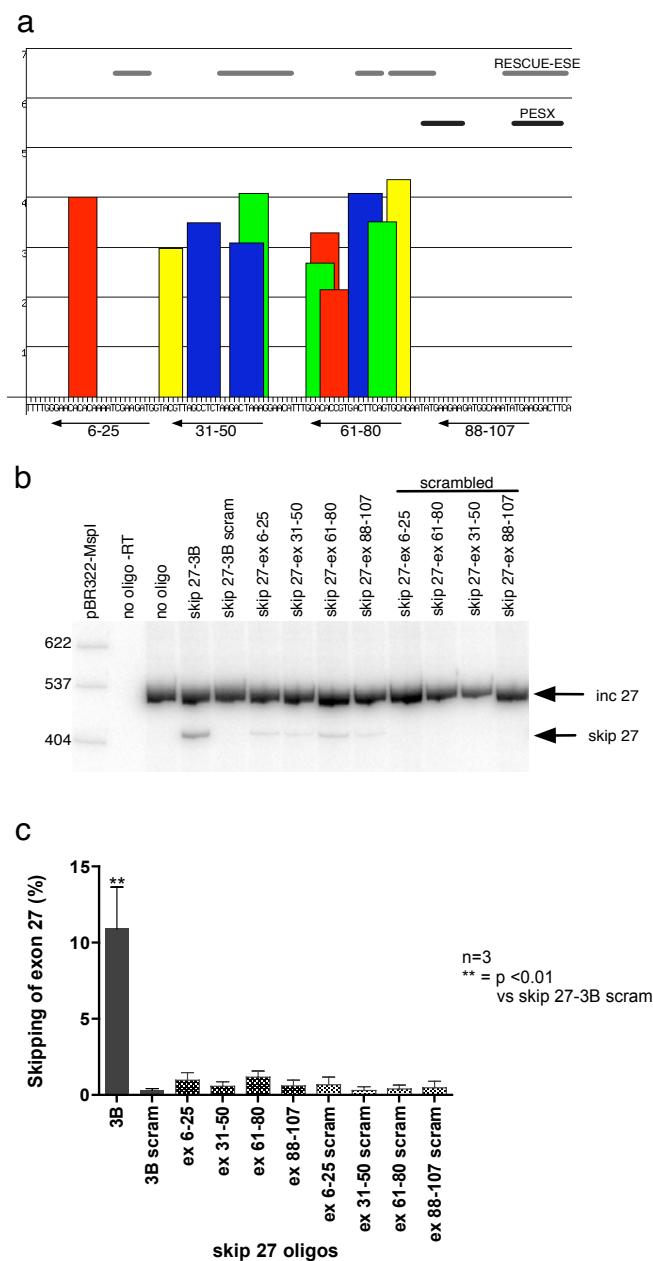 a
7
RESCUE-ESE
6
PESX
5
4
3
2
1
TTTTGGGAACACACAAAATCGAAGATGGTACGTTAGCCTCTAAGACTAAAGGAACATTTGCACACCGTGACTTCAGTGCAGAATATGAAGAAGATGGCAAATATGAAGGACTTCA
6-25
31-50
61-80
88-107
b
scrambled
pBR322-MspI
no oligo -RT
no oligo
skip 27-3B
skip 27-3B scram
skip 27-ex 6-25
skip 27-ex 31-50
skip 27-ex 61-80
skip 27-ex 88-107
skip 27-ex 6-25
skip 27-ex 61-80
skip 27-ex 31-50
skip 27-ex 88-107
622
537
404
inc 27
skip 27
c
Skipping of exon 27 (%)
15
10
5
0
**
n=3
** = p <0.01
vs skip 27-3B scram
3B
3B scram
ex 6-25
ex 31-50
ex 61-80
ex 88-107
ex 6-25 scram
ex 31-50 scram
ex 61-80 scram
ex 88-107 scram
skip 27 oligos